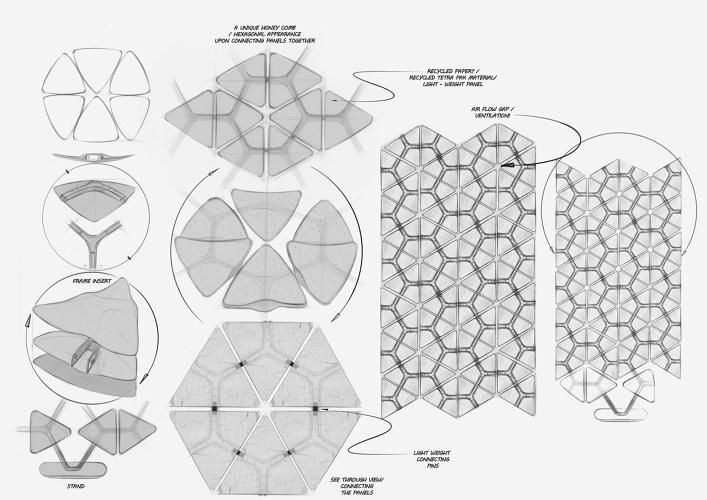 A UNIQUE HONEY COMB
/ HEXAGONAL APPEARANCE
UPON CONNECTING PANELS TOGETHER
RECYCLED PAPER? /
RECYCLED TETRA PAK MATERIAL/
LIGHT - WEIGHT PANEL
AIR FLOW GAP /
VENTILATION!
FRAME INSERT
STAND
LIGHT WEIGHT
CONNECTING
PINS
SEE THROUGH VIEW/
CONNECTING
THE PANELS